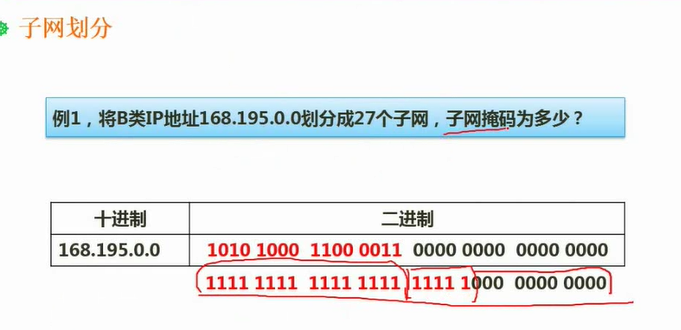 子网划分
例1，将B类IP地址168.195.0.0划分成27个子网，子网掩码为多少？
十进制 二进制
168.195.0.0 1010 1000 1100 0011 0000 0000 0000 0000
1111 1111 1111 1111 1111 1000 0000 0000